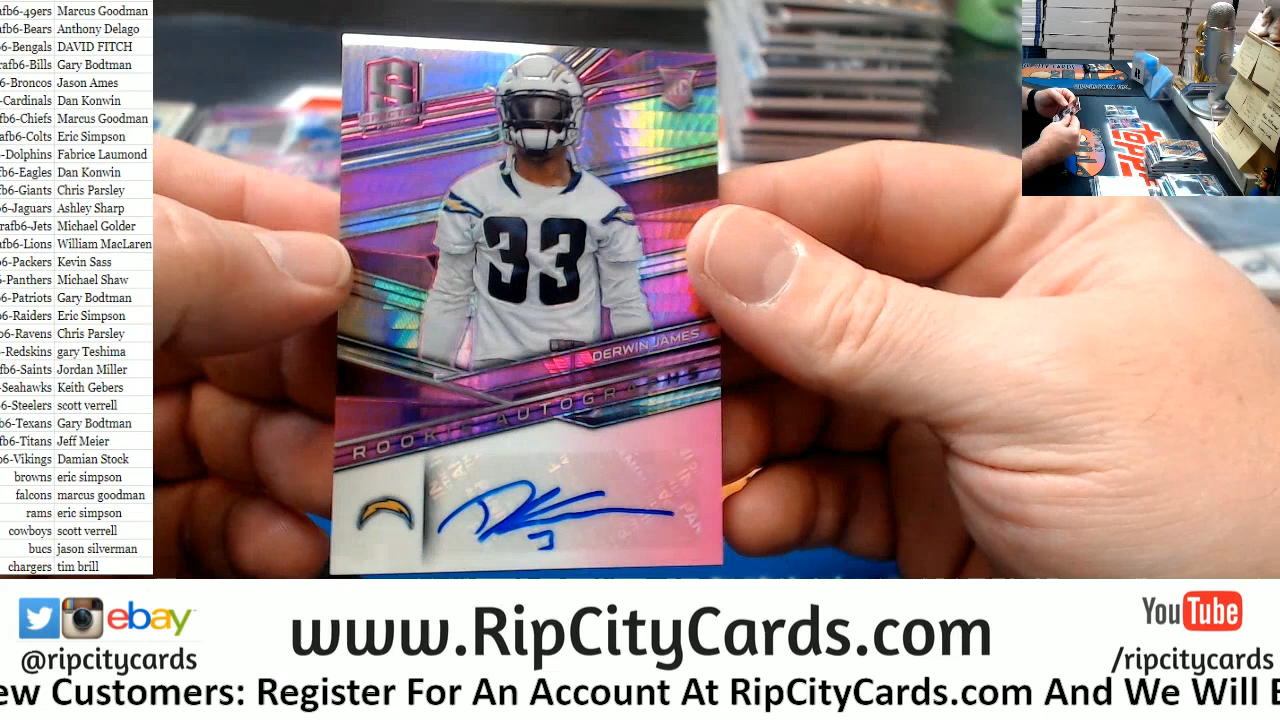 afb6-49ers Marcus Goodman
afb6-Bears Anthony Delago
6-Bengals DAVID FITCH
rafb6-Bills Gary Bodtman
6-Broncos Jason Ames
-Cardinals Dan Konwin
fb6-Chiefs Marcus Goodman
afb6-Colts Eric Simpson
-Dolphins Fabrice Laumond
b6-Eagles Dan Konwin
fb6-Giants Chris Parsley
6-Jaguars Ashley Sharp
rafb6-Jets Michael Golder
afb6-Lions William MacLaren
6-Packers Kevin Sass
-Panthers Michael Shaw
6-Patriots Gary Bodtman
6-Raiders Eric Simpson
6-Ravens Chris Parsley
-Redskins gary Teshima
fb6-Saints Jordan Miller
-Seahawks Keith Gebers
6-Steelers scott verrell
b6-Texans Gary Bodtman
fb6-Titans Jeff Meier
b6-Vikings Damian Stock
browns eric simpson
falcons marcus goodman
rams eric simpson
cowboys scott verrell
bucs jason silverman
chargers tim brill
S
RC
33
DERWIN JAMES
ROOKIE AUTOGRAPHS
TOPPS
ebay
@ripcitycards
www.RipCityCards.com
YouTube
/ripcitycards
ew Customers: Register For An Account At RipCityCards.com And We Will E